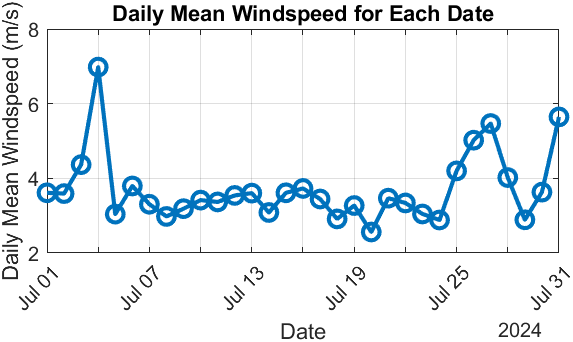 Daily Mean Windspeed for Each Date
Daily Mean Windspeed (m/s)
8
6
4
2
Jul 01
Jul 07
Jul 13
Jul 19
Jul 25
Jul 31
Date
2024